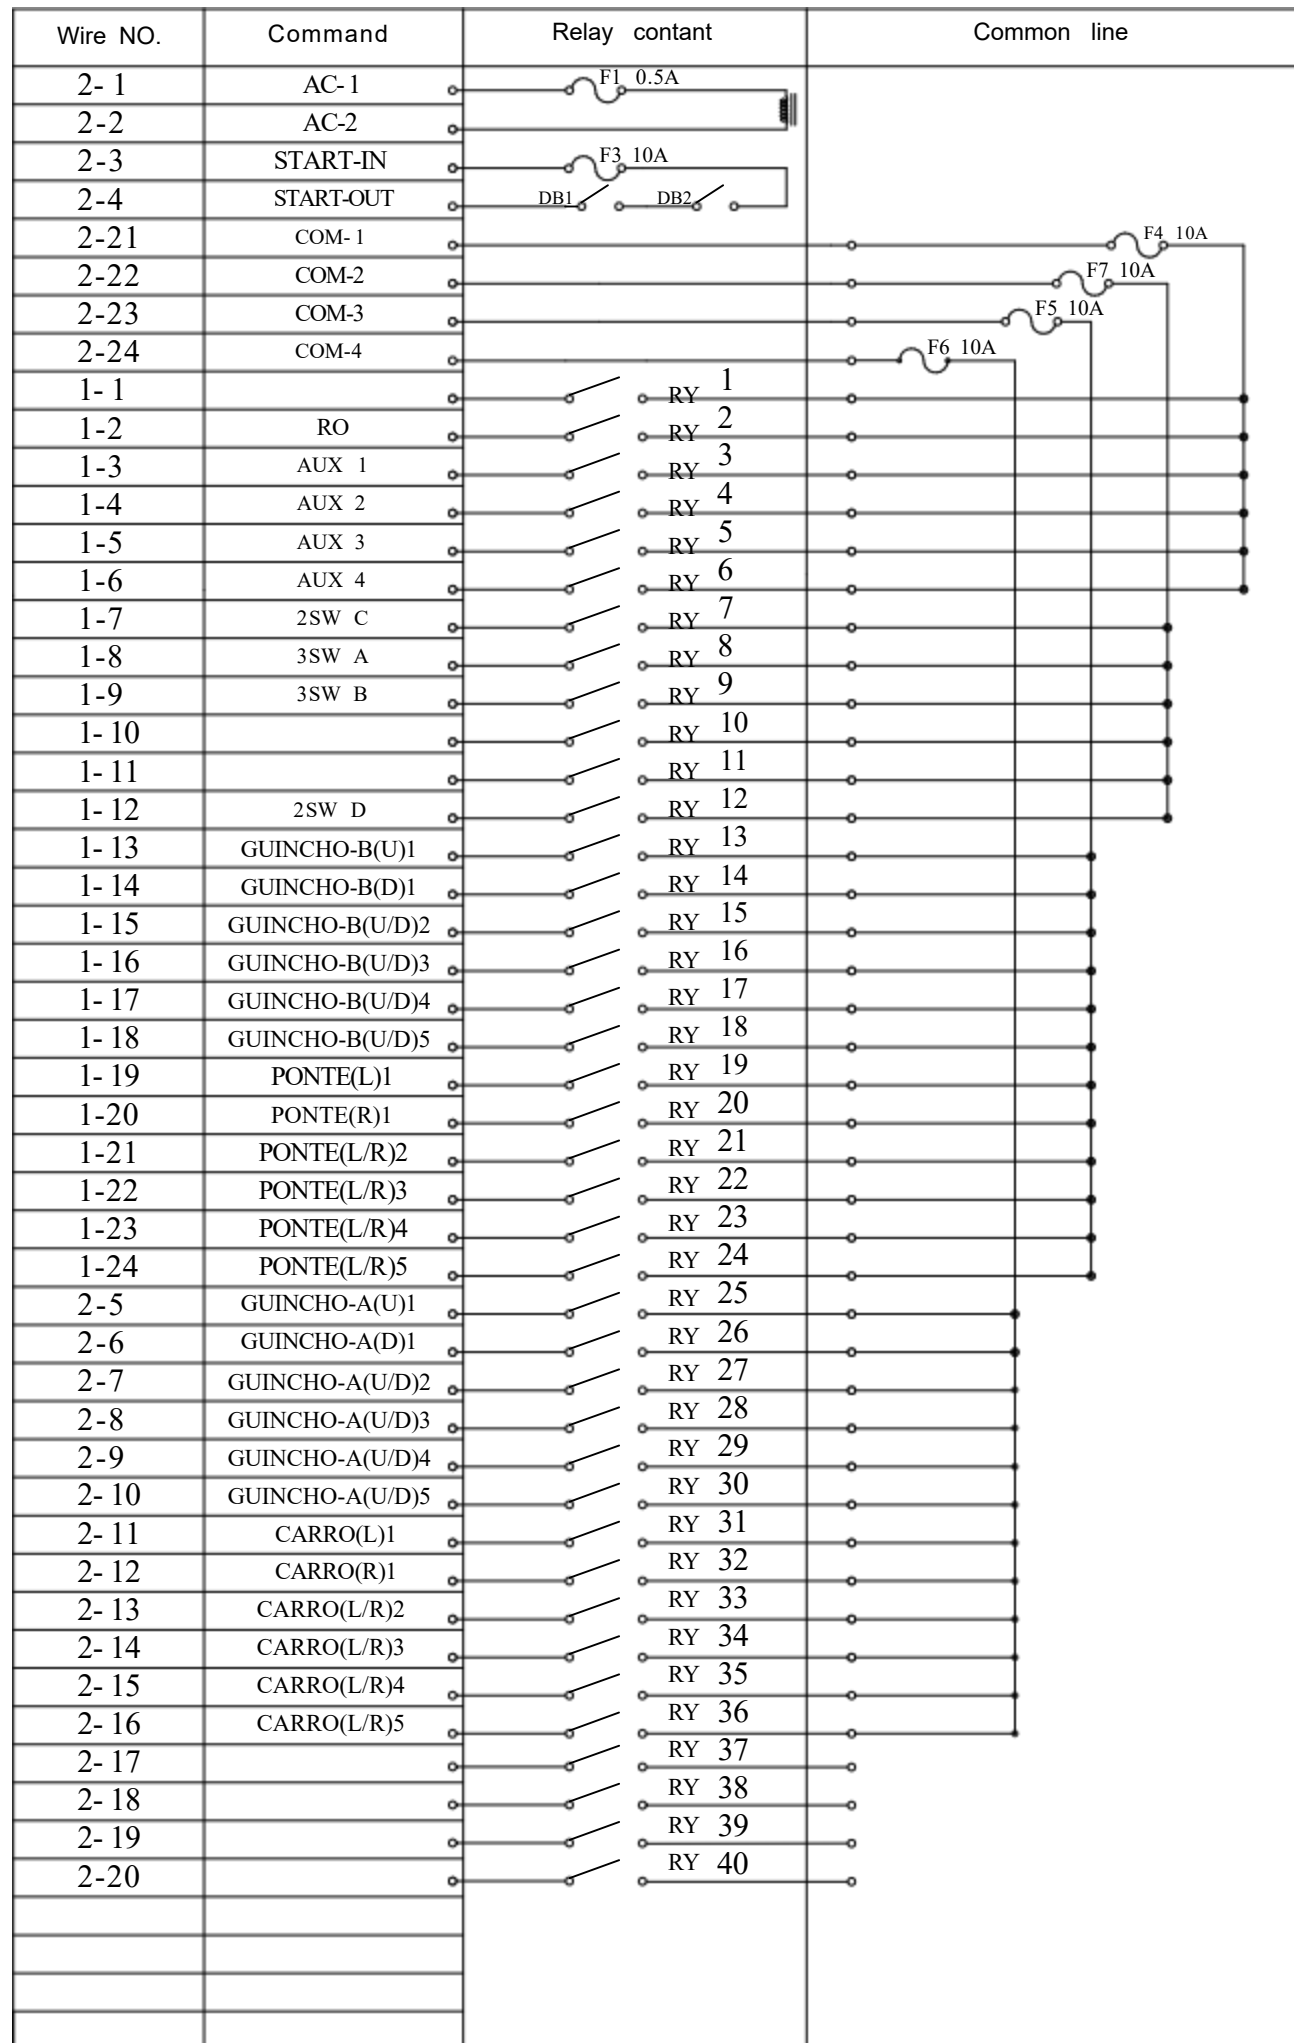 Wire NO. Command Relay contant Common line
2-1 AC-1 F1 0.5A
2-2 AC-2
2-3 START-IN F3 10A
2-4 START-OUT DB1 DB2
2-21 COM-1 F4 10A
2-22 COM-2 F7 10A
2-23 COM-3 F5 10A
2-24 COM-4 F6 10A
1-1 RY 1
1-2 RO RY 2
1-3 AUX 1 RY 3
1-4 AUX 2 RY 4
1-5 AUX 3 RY 5
1-6 AUX 4 RY 6
1-7 2SW C RY 7
1-8 3SW A RY 8
1-9 3SW B RY 9
1-10 RY 10
1-11 RY 11
1-12 2SW D RY 12
1-13 GUINCHO-B(U)1 RY 13
1-14 GUINCHO-B(D)1 RY 14
1-15 GUINCHO-B(U/D)2 RY 15
1-16 GUINCHO-B(U/D)3 RY 16
1-17 GUINCHO-B(U/D)4 RY 17
1-18 GUINCHO-B(U/D)5 RY 18
1-19 PONTE(L)1 RY 19
1-20 PONTE(R)1 RY 20
1-21 PONTE(L/R)2 RY 21
1-22 PONTE(L/R)3 RY 22
1-23 PONTE(L/R)4 RY 23
1-24 PONTE(L/R)5 RY 24
2-5 GUINCHO-A(U)1 RY 25
2-6 GUINCHO-A(D)1 RY 26
2-7 GUINCHO-A(U/D)2 RY 27
2-8 GUINCHO-A(U/D)3 RY 28
2-9 GUINCHO-A(U/D)4 RY 29
2-10 GUINCHO-A(U/D)5 RY 30
2-11 CARRO(L)1 RY 31
2-12 CARRO(R)1 RY 32
2-13 CARRO(L/R)2 RY 33
2-14 CARRO(L/R)3 RY 34
2-15 CARRO(L/R)4 RY 35
2-16 CARRO(L/R)5 RY 36
2-17 RY 37
2-18 RY 38
2-19 RY 39
2-20 RY 40